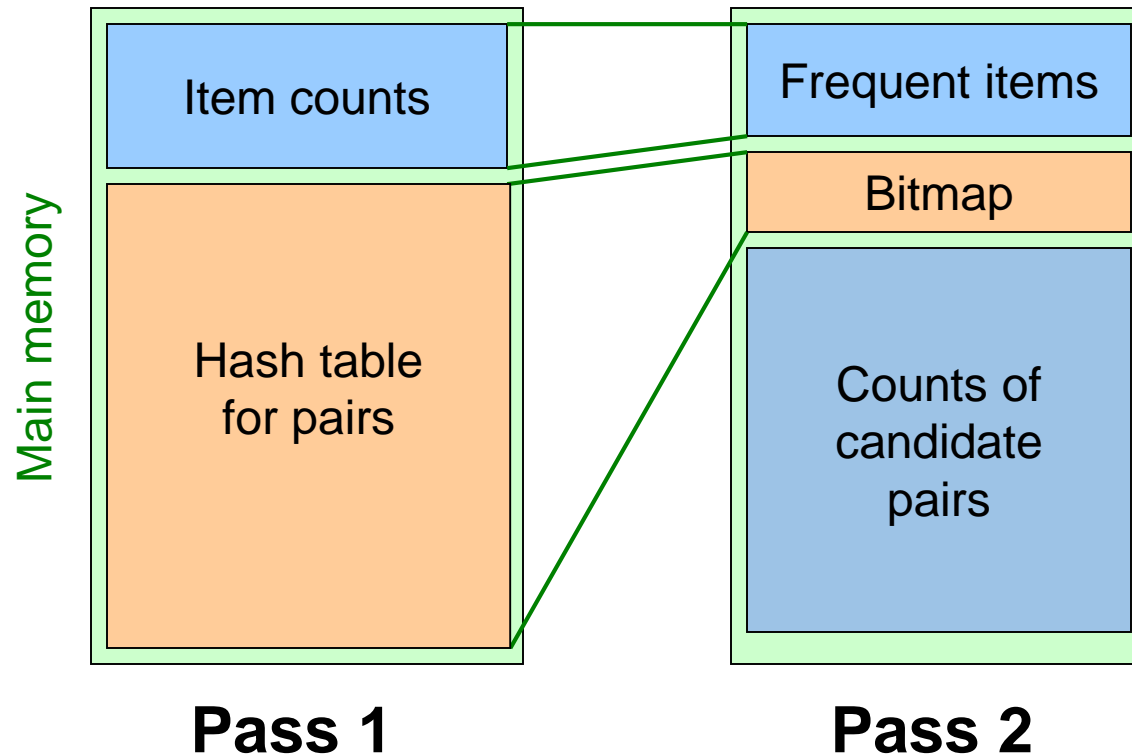 Main memory
Item counts
Hash table
for pairs
Pass 1
Frequent items
Bitmap
Counts of
candidate
pairs
Pass 2